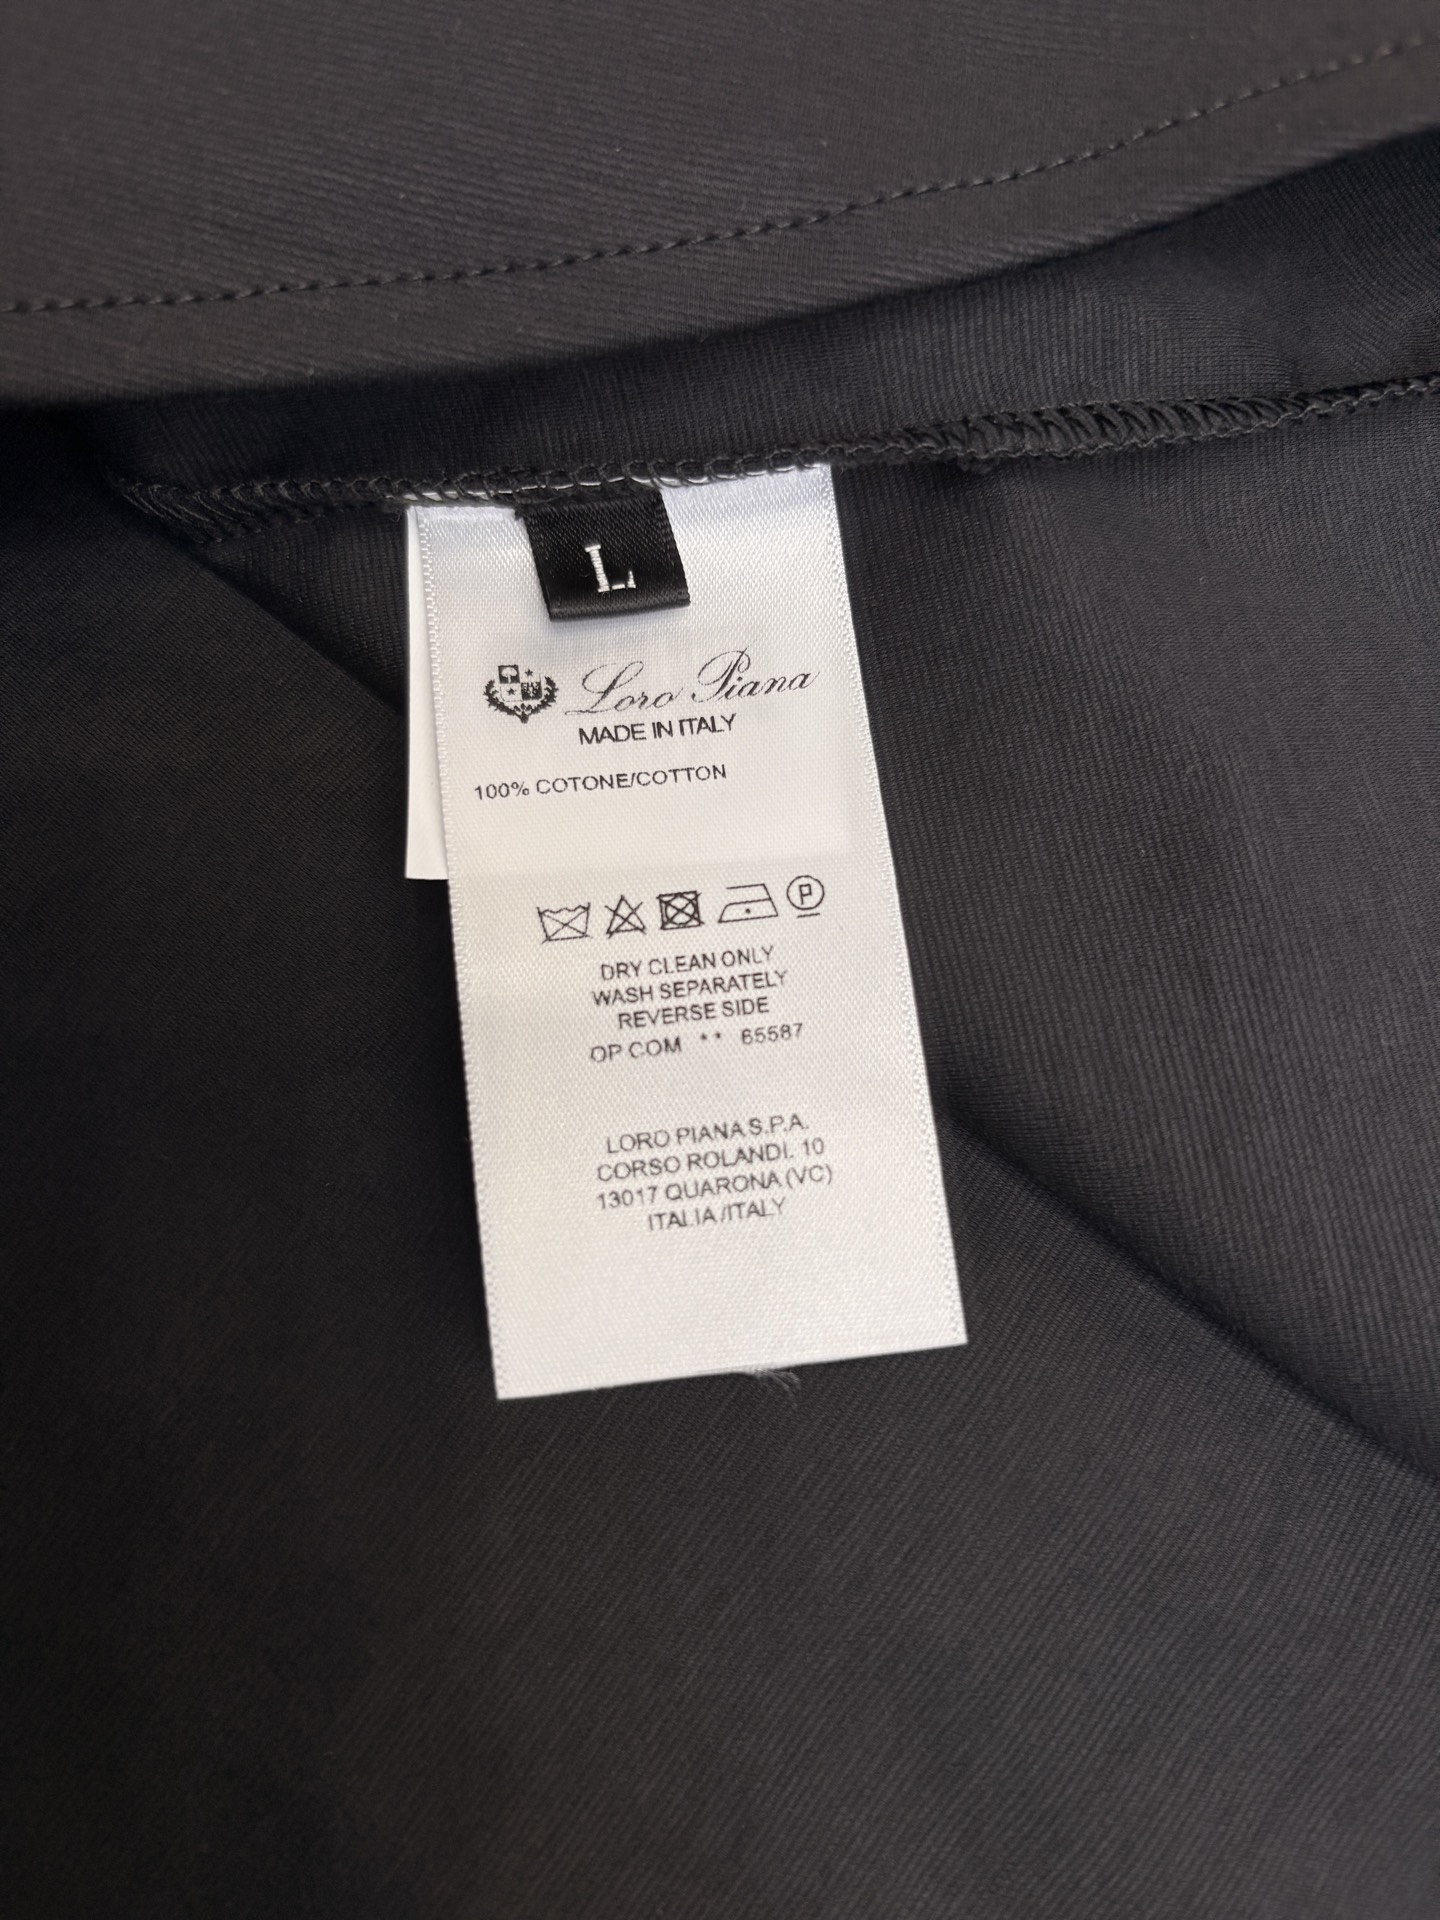 L
Loro Piana
MADE IN ITALY
100% COTONE/COTTON
P
DRY CLEAN ONLY
WASH SEPARATELY
REVERSE SIDE
OP COM ** 65587
LORO PIANA S.P.A.
CORSO ROLANDI. 10
13017 QUARONA (VC)
ITALIA /ITALY